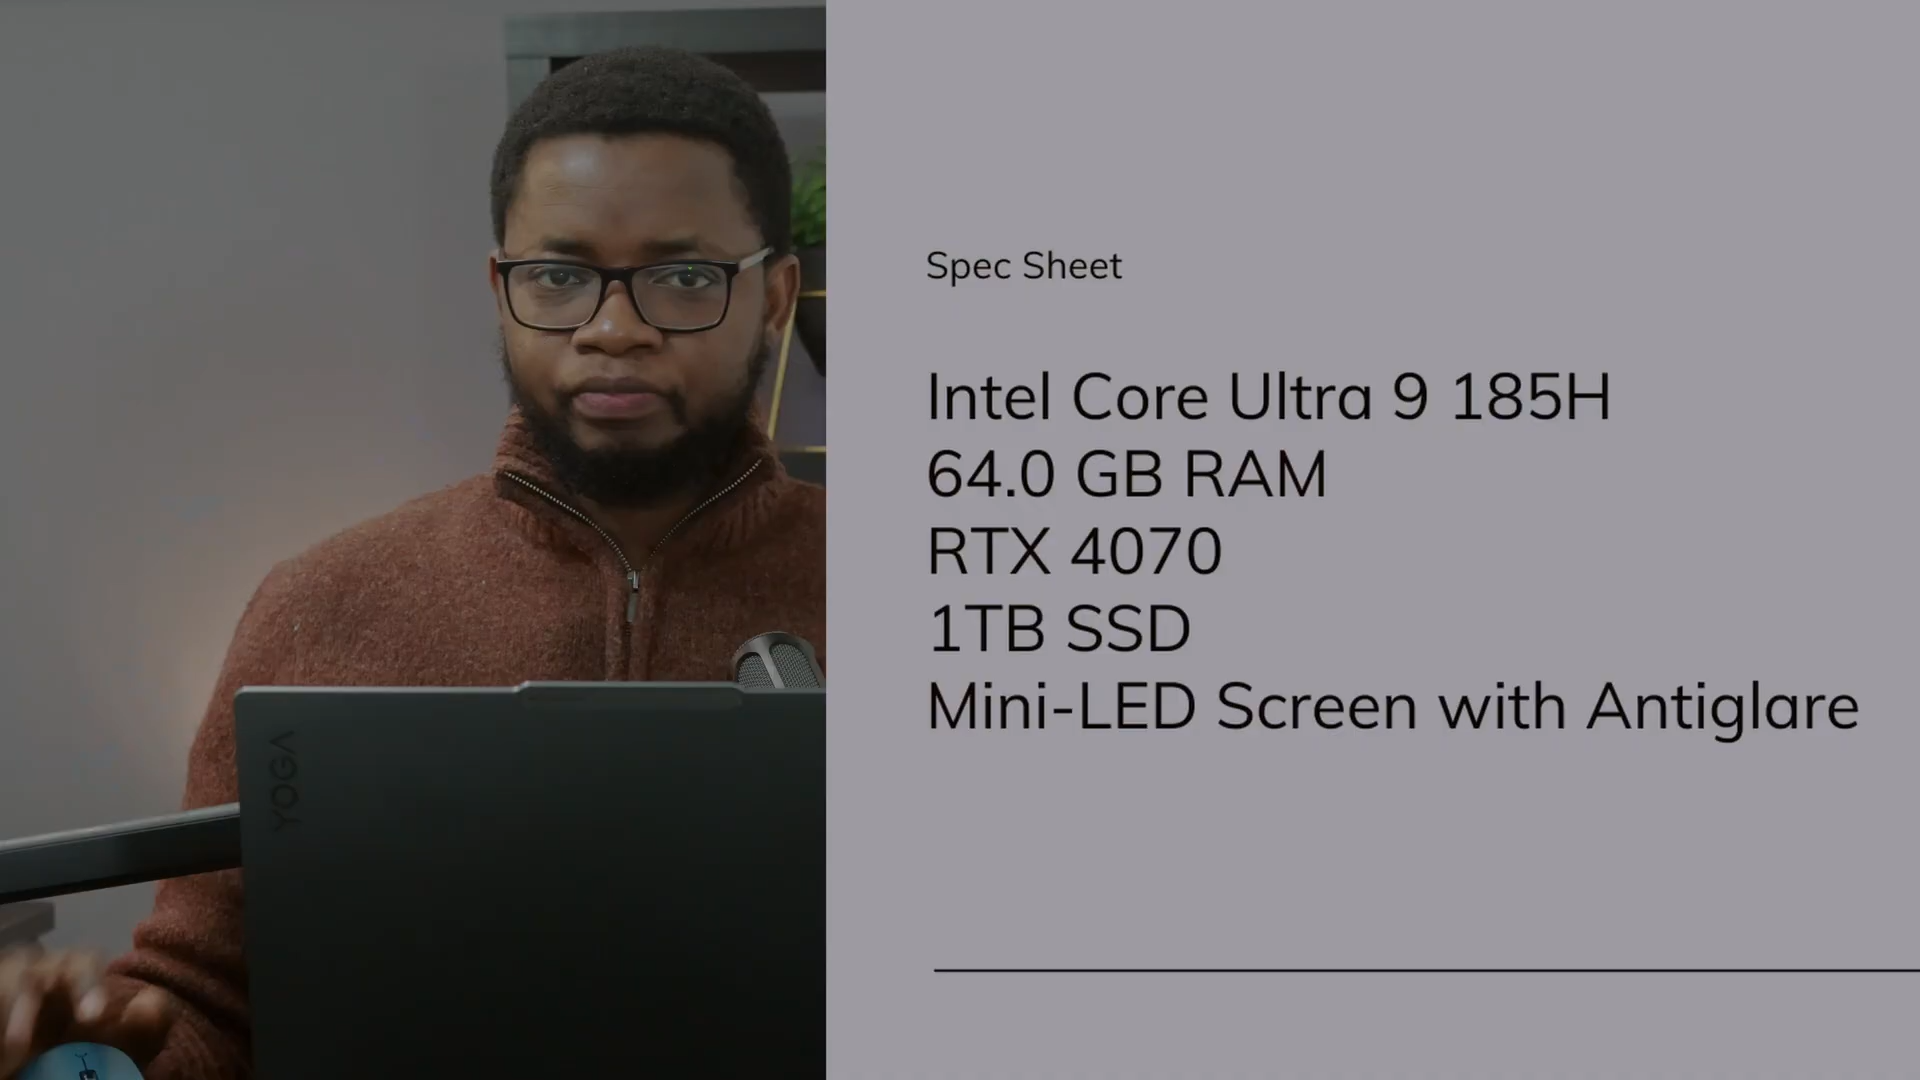 Spec Sheet
Intel Core Ultra 9 185H
64.0 GB RAM
RTX 4070
1TB SSD
Mini-LED Screen with Antiglare
YOGA